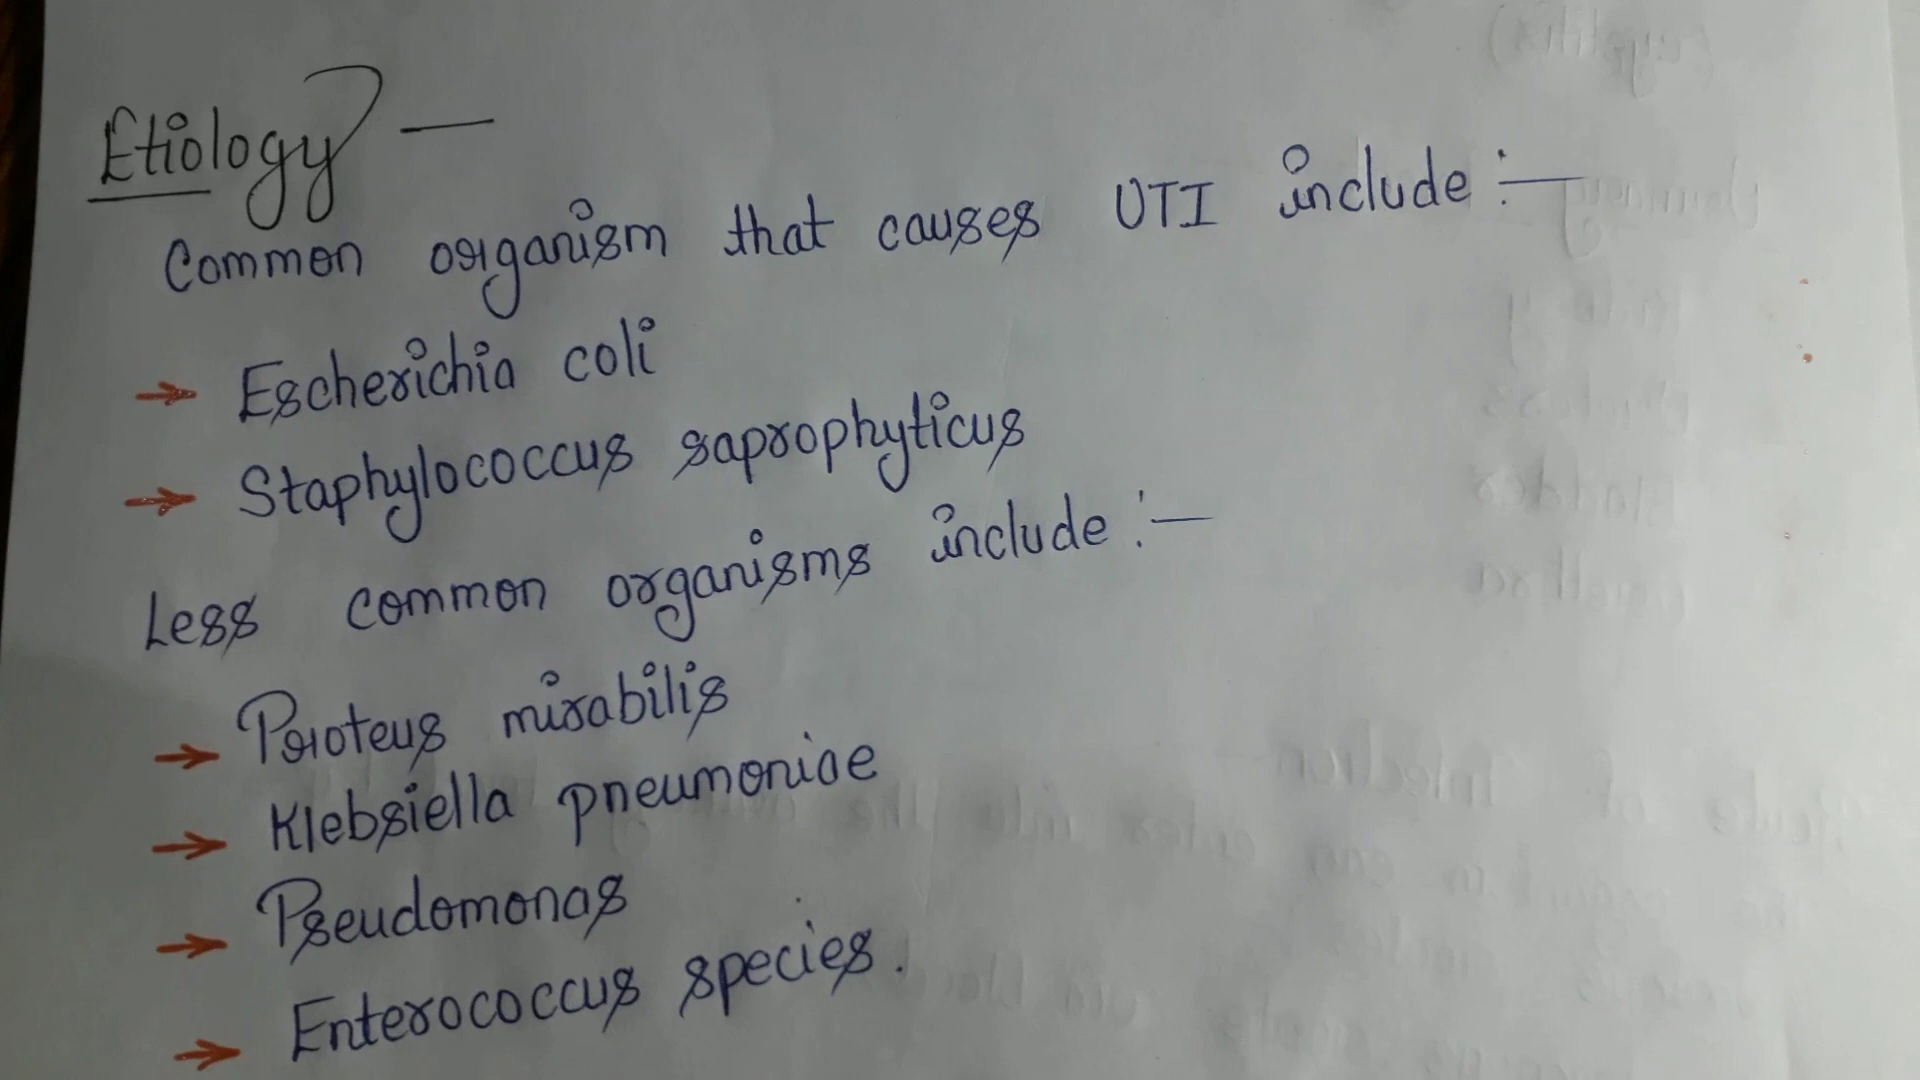 Etiology —
Common organism that causes UTI include :-
→ Escherichia coli
→ Staphylococcus saprophyticus
Less common organisms include :-
→ Proteus mirabilis
→ Klebsiella pneumoniae
→ Pseudomonas
→ Enterococcus species.